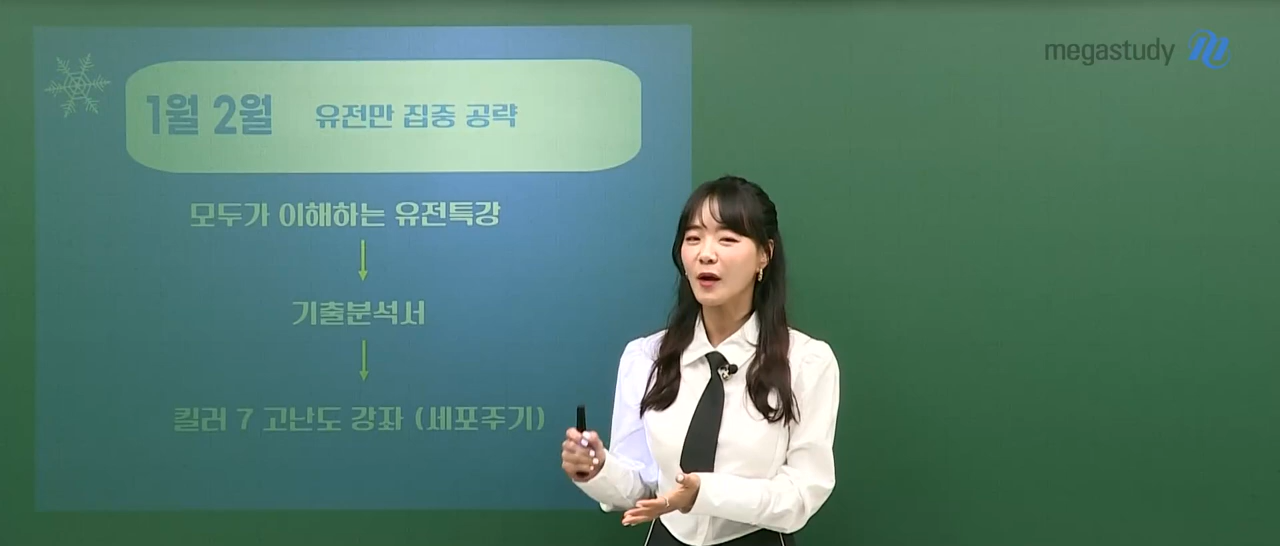 megastudy
1월 2월 유전만 집중 공략
모두가 이해하는 유전특강
기출분석서
킬러 7 고난도 강좌 (세포주기)